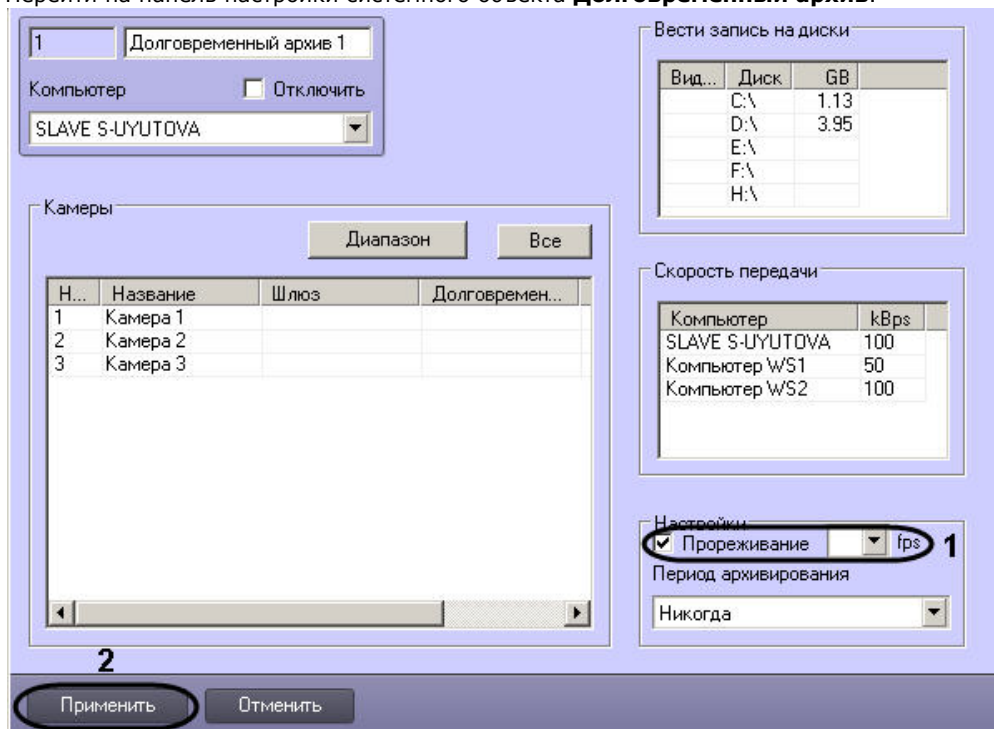 Перейти на панель настройки системного объекта Долговременный архив.
1 Долговременный архив 1
Компьютер Отключить
SLAVE S-UYUTOVA
Камеры
Диапазон Все
Н... Название Шлюз Долговремен...
1 Камера 1
2 Камера 2
3 Камера 3
Вести запись на диски
Вид... Диск GB
C:\ 1.13
D:\ 3.95
E:\
F:\
H:\
Скорость передачи
Компьютер kBps
SLAVE S-UYUTOVA 100
Компьютер WS1 50
Компьютер WS2 100
Настройки
Прореживание fps 1
Период архивирования
Никогда
2
Применить Отменить